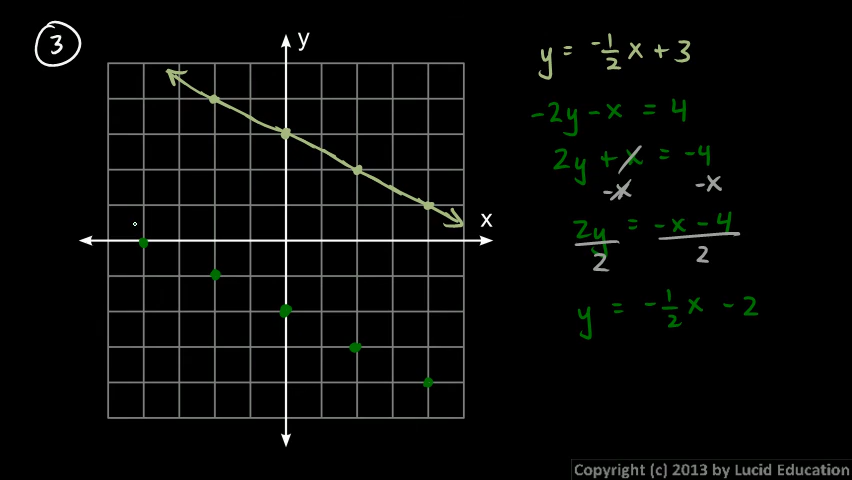 3
y
x
y = -1/2 x + 3
-2y - x = 4
2y + x = -4
-x -x
2y = -x - 4
2 2
y = -1/2 x - 2
Copyright (c) 2013 by Lucid Education